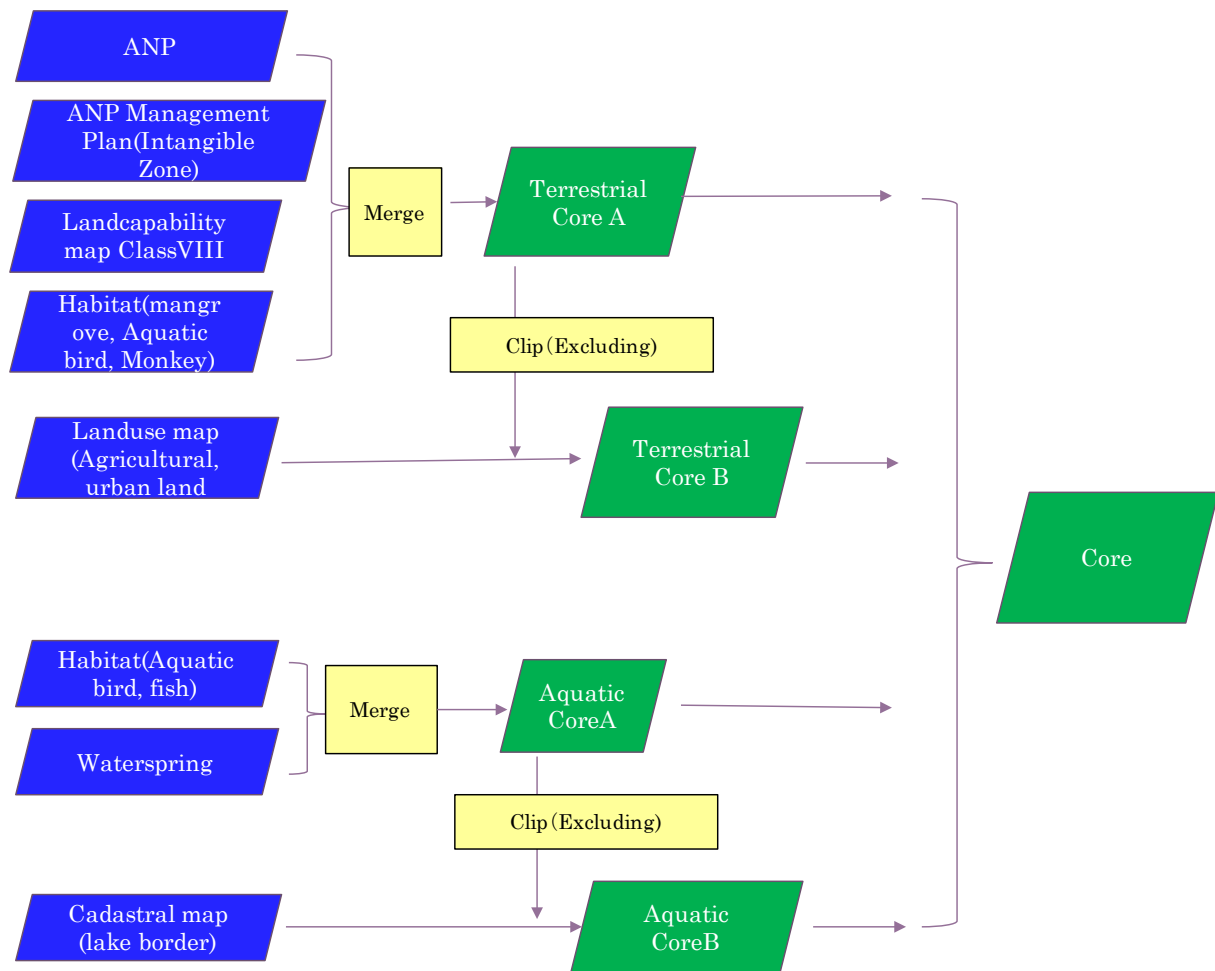 ANP
ANP Management
Plan(Intangible
Zone)
Landcapability
map ClassVIII
Habitat(mangr
ove, Aquatic
bird, Monkey)
Merge
Terrestrial
Core A
Clip(Excluding)
Landuse map
(Agricultural,
urban land
Terrestrial
Core B
Core
Habitat(Aquatic
bird, fish)
Waterspring
Merge
Aquatic
CoreA
Clip(Excluding)
Cadastral map
(lake border)
Aquatic
CoreB